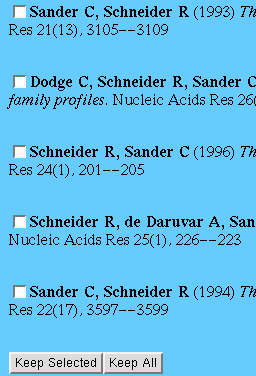 Sander C, Schneider R (1993) Th
Res 21(13), 3105--3109
Dodge C, Schneider R, Sander C
family profiles. Nucleic Acids Res 26(
Schneider R, Sander C (1996) Th
Res 24(1), 201--205
Schneider R, de Daruvar A, San
Nucleic Acids Res 25(1), 226--223
Sander C, Schneider R (1994) Th
Res 22(17), 3597--3599
Keep Selected Keep All